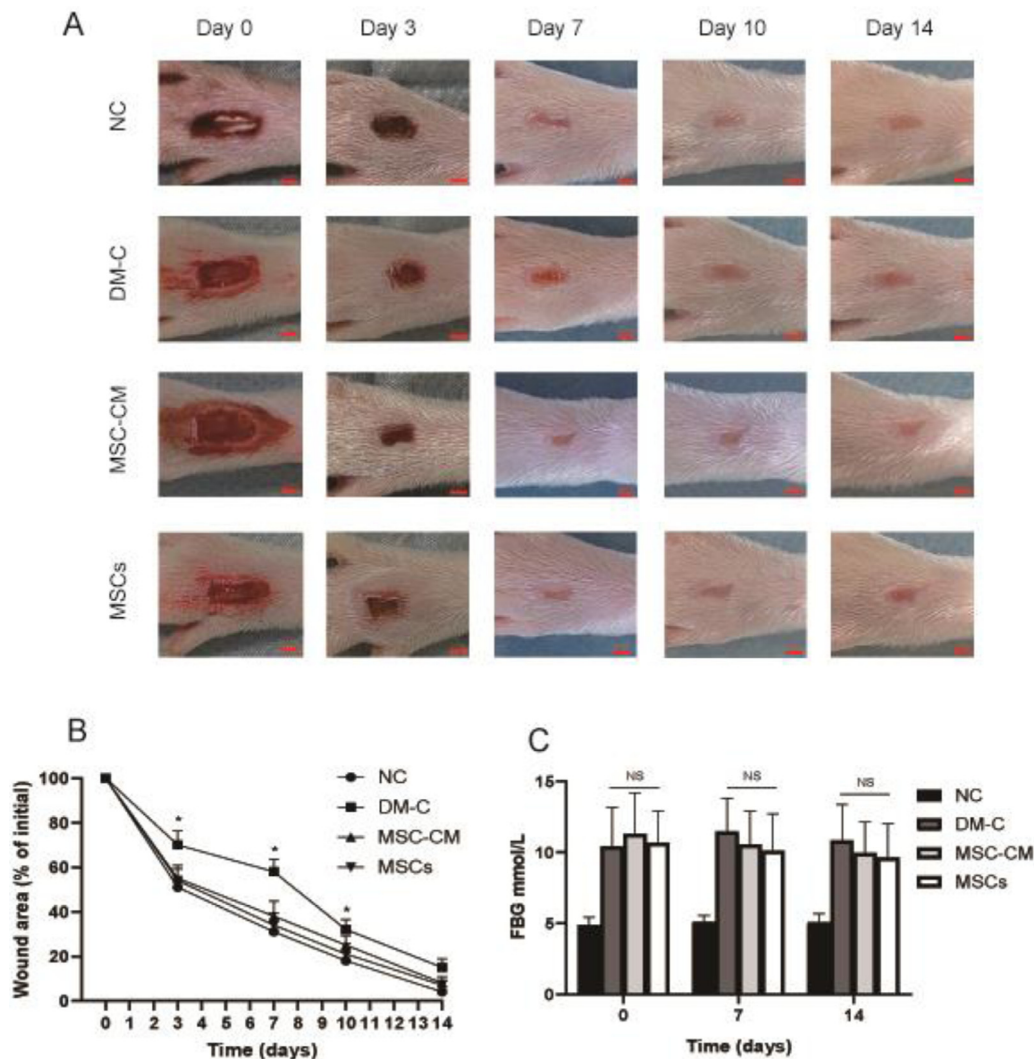 A
Day 0 Day 3 Day 7 Day 10 Day 14
NC
DM-C
MSC-CM
MSCs
B
Wound area (% of initial)
100
80
60
40
20
0
* * *
NC
DM-C
MSC-CM
MSCs
0 1 2 3 4 5 6 7 8 9 10 11 12 13 14
Time (days)
C
FBG mmol/L
15
10
5
0
NS NS NS
NC
DM-C
MSC-CM
MSCs
0 7 14
Time (days)